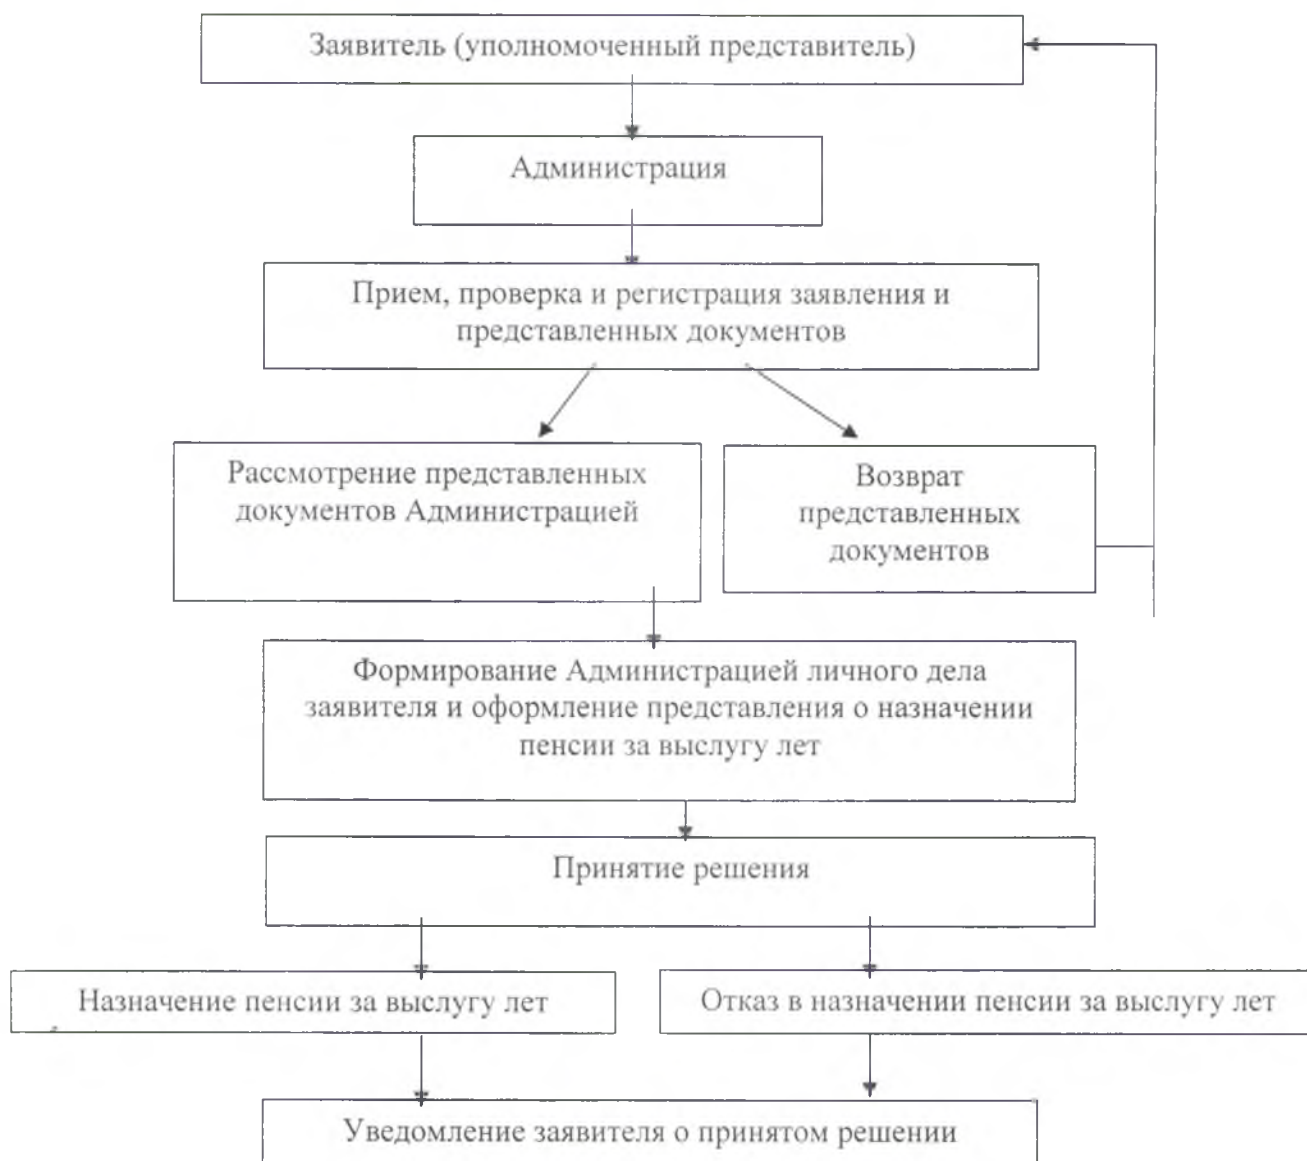 Заявитель (уполномоченный представитель)
Администрация
Прием, проверка и регистрация заявления и
представленных документов
Рассмотрение представленных
документов Администрацией
Возврат
представленных
документов
Формирование Администрацией личного дела
заявителя и оформление представления о назначении
пенсии за выслугу лет
Принятие решения
Назначение пенсии за выслугу лет
Отказ в назначении пенсии за выслугу лет
Уведомление заявителя о принятом решении